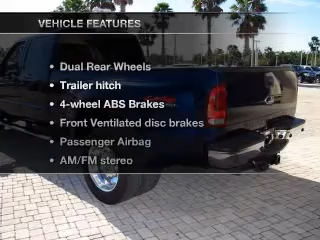 VEHICLE FEATURES
• Dual Rear Wheels
• Trailer hitch
• 4-wheel ABS Brakes
• Front Ventilated disc brakes
• Passenger Airbag
• AM/FM stereo